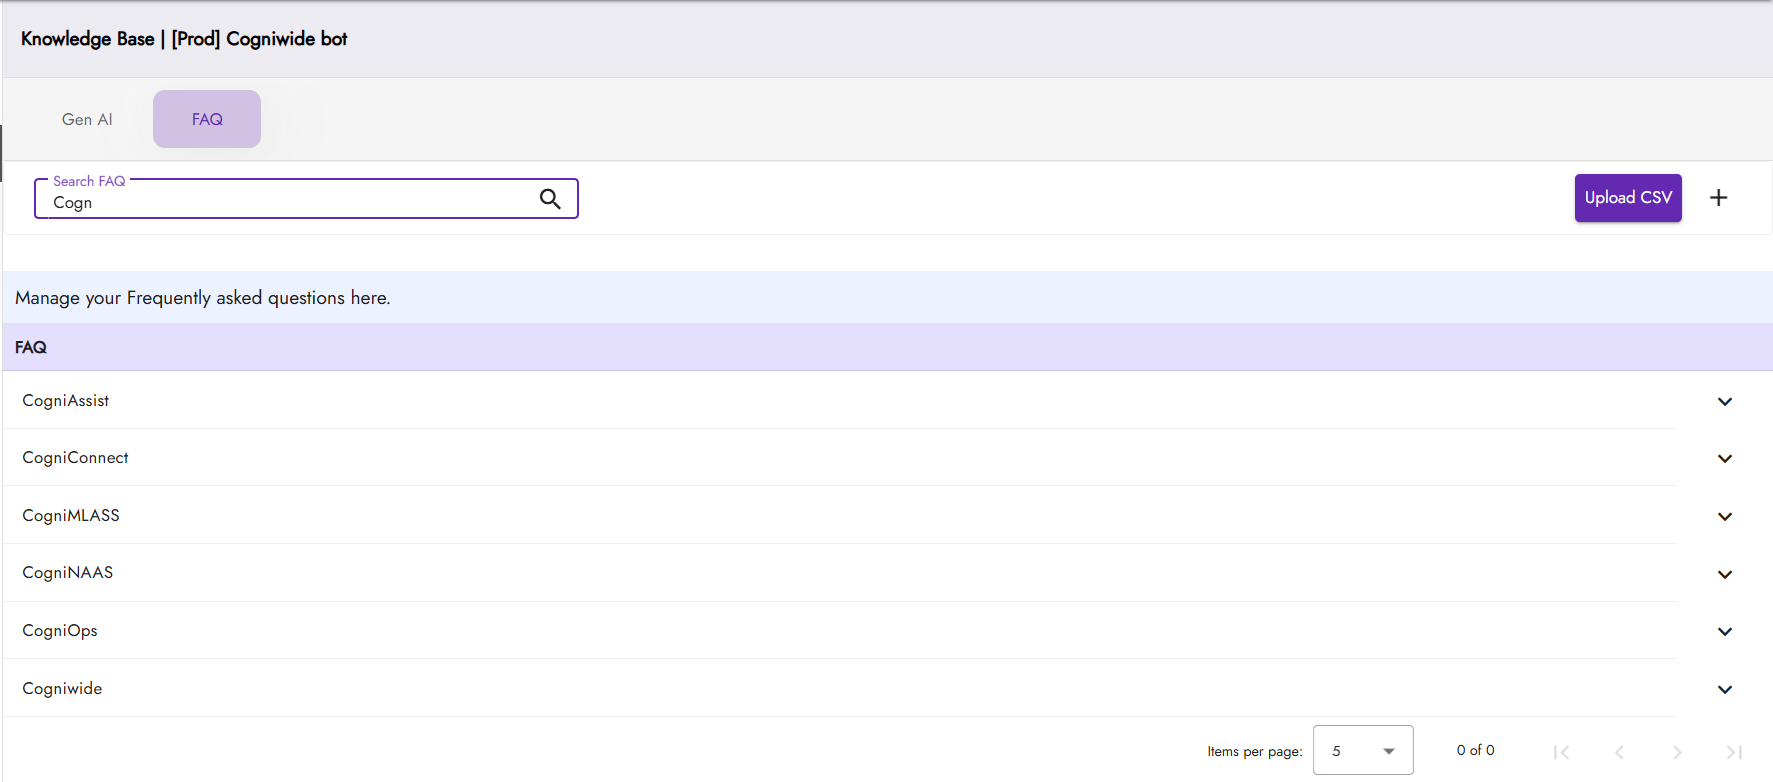 Knowledge Base | [Prod] Cogniwide bot
Gen AI
FAQ
Search FAQ
Cogn
Upload CSV
Manage your Frequently asked questions here.
FAQ
CogniAssist
CogniConnect
CogniMLASS
CogniNAAS
CogniOps
Cogniwide
Items per page: 5 0 of 0